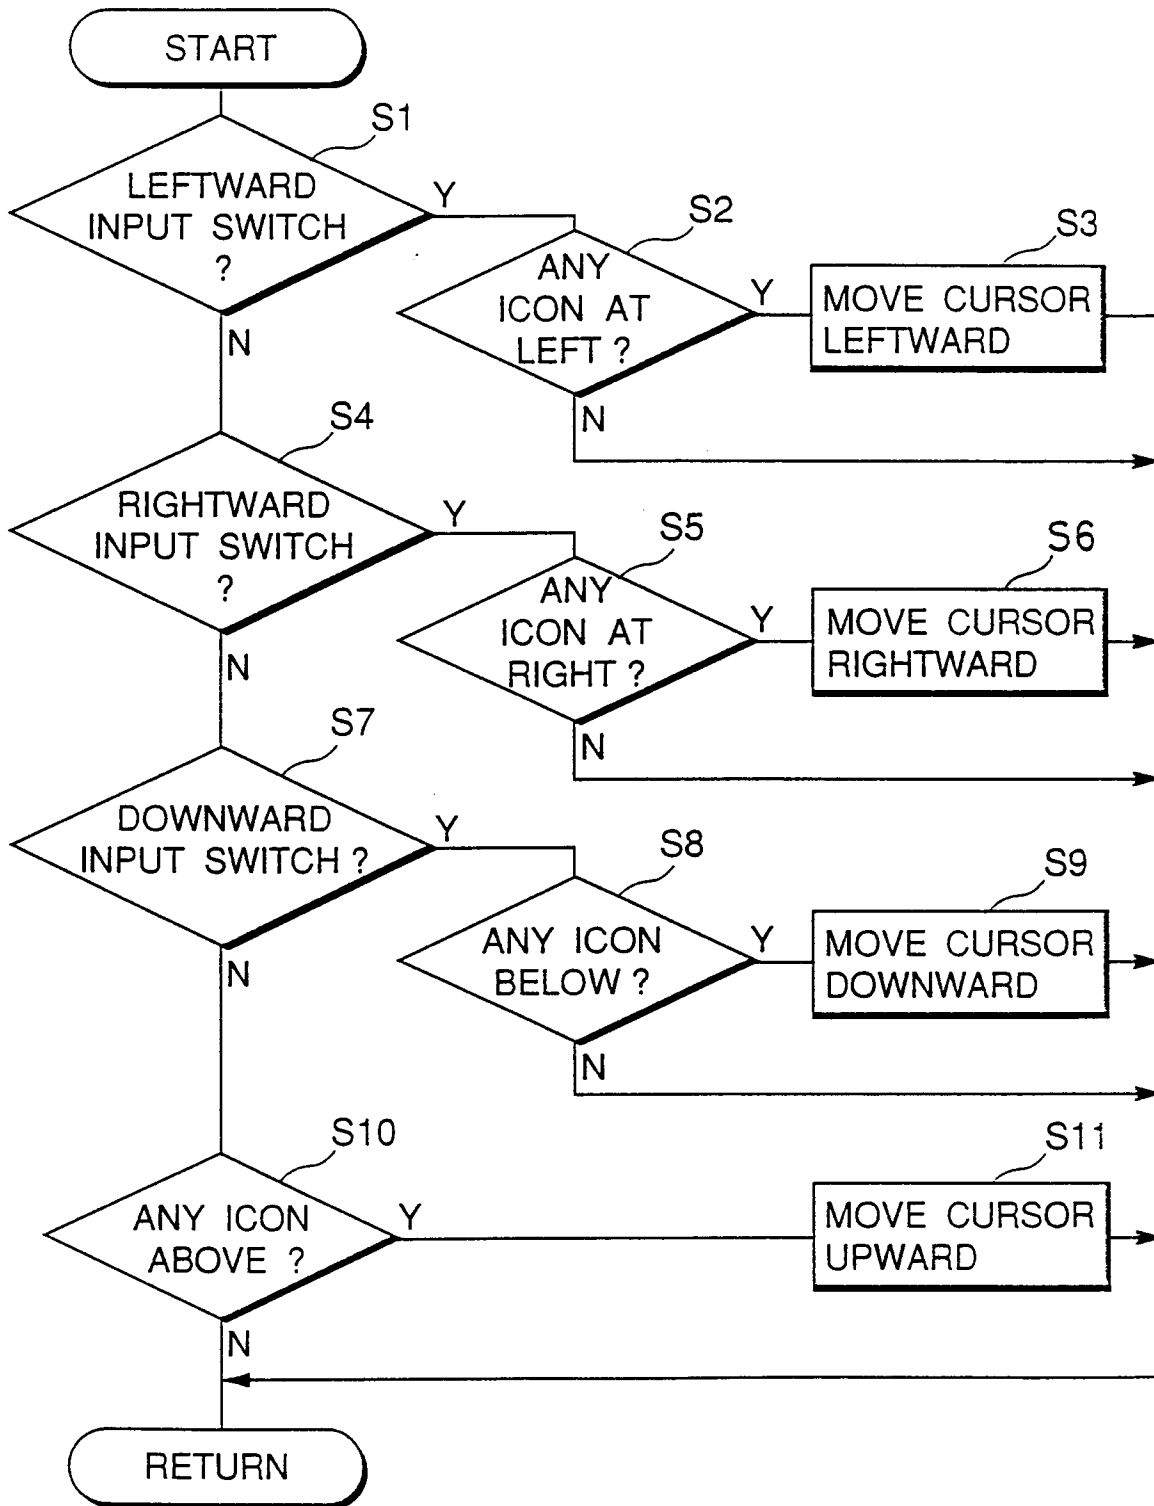 START
S1
LEFTWARD
INPUT SWITCH
?
Y
N
S2
ANY
ICON AT
LEFT ?
Y
N
S3
MOVE CURSOR
LEFTWARD
S4
RIGHTWARD
INPUT SWITCH
?
Y
N
S5
ANY
ICON AT
RIGHT ?
Y
N
S6
MOVE CURSOR
RIGHTWARD
S7
DOWNWARD
INPUT SWITCH ?
Y
N
S8
ANY ICON
BELOW ?
Y
N
S9
MOVE CURSOR
DOWNWARD
S10
ANY ICON
ABOVE ?
Y
N
S11
MOVE CURSOR
UPWARD
RETURN